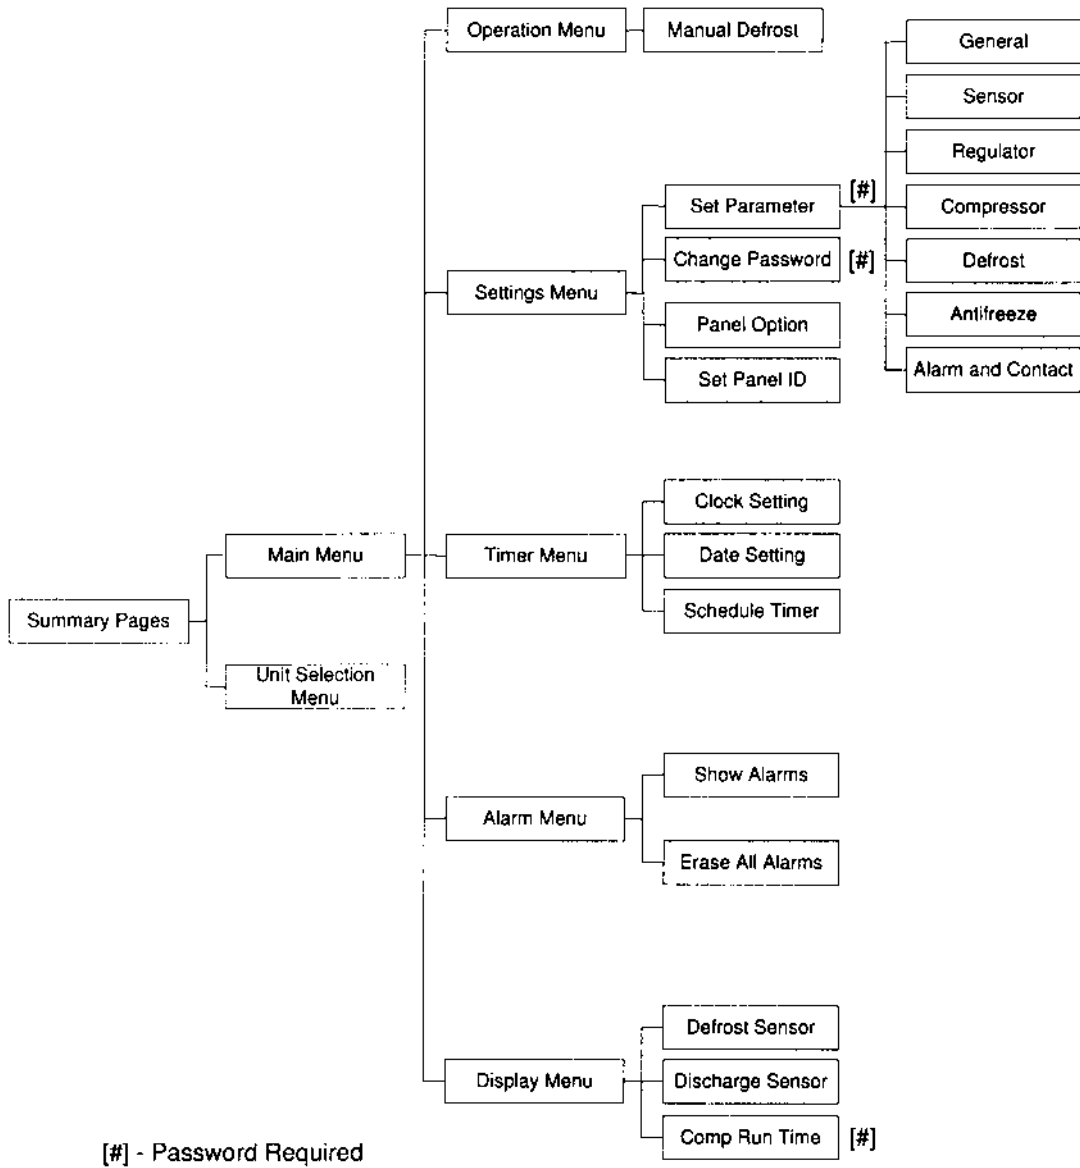 Summary Pages
Main Menu
Unit Selection
Menu
Operation Menu
Manual Defrost
Settings Menu
Set Parameter
[#]
General
Sensor
Regulator
Compressor
Defrost
Antifreeze
Alarm and Contact
Change Password
[#]
Panel Option
Set Panel ID
Timer Menu
Clock Setting
Date Setting
Schedule Timer
Alarm Menu
Show Alarms
Erase All Alarms
Display Menu
Defrost Sensor
Discharge Sensor
Comp Run Time
[#]
[#] - Password Required